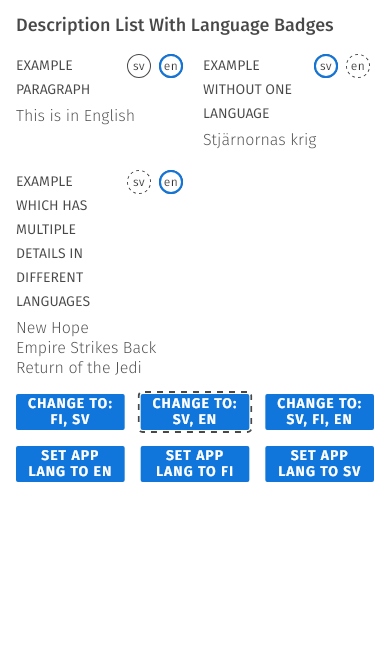 Description List With Language Badges
EXAMPLE PARAGRAPH
sv en
This is in English
EXAMPLE WITHOUT ONE LANGUAGE
sv en
Stjärnornas krig
EXAMPLE WHICH HAS MULTIPLE DETAILS IN DIFFERENT LANGUAGES
sv en
New Hope
Empire Strikes Back
Return of the Jedi
CHANGE TO:
FI, SV
CHANGE TO:
SV, EN
CHANGE TO:
SV, FI, EN
SET APP
LANG TO EN
SET APP
LANG TO FI
SET APP
LANG TO SV